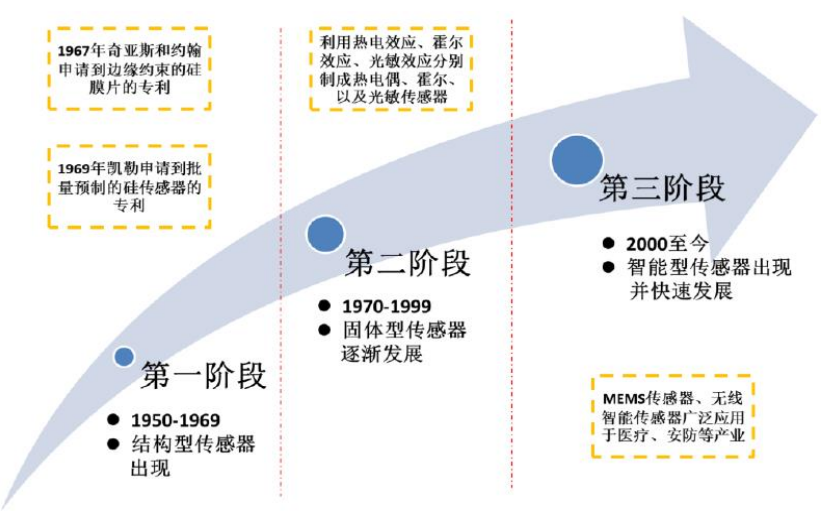 1967年奇亚斯和约翰
申请到边缘约束的硅
膜片的专利
1969年凯勒申请到批
量预制的硅传感器的
专利
第一阶段
● 1950-1969
● 结构型传感器
出现
利用热电效应、霍尔
效应、光敏效应分别
制成热电偶、霍尔、
以及光敏传感器
第二阶段
● 1970-1999
● 固体型传感器
逐渐发展
第三阶段
● 2000至今
● 智能型传感器出现
并快速发展
MEMS传感器、无线
智能传感器广泛应用
于医疗、安防等产业